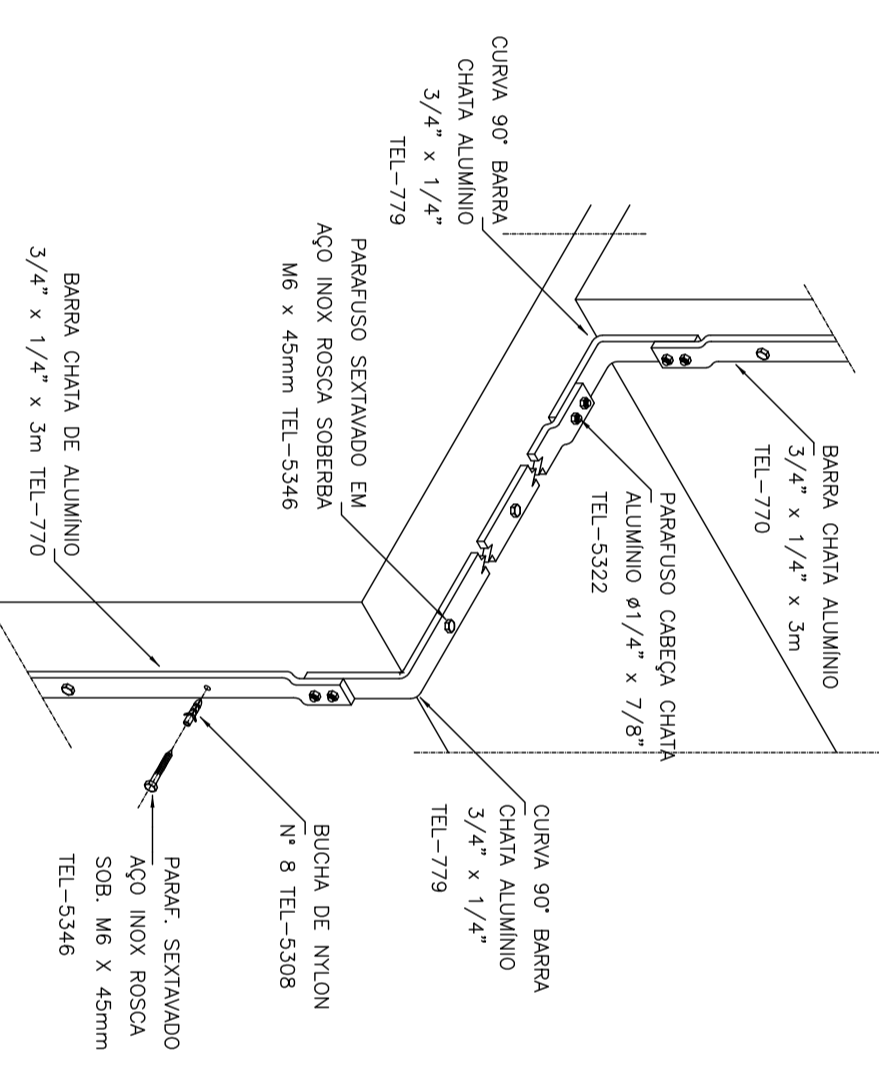 CURVA 90° BARRA
CHATA ALUMÍNIO
3/4” x 1/4”
TEL-779
PARAFUSO SEXTAVADO EM
AÇO INOX ROSCA SOBERBA
M6 x 45mm TEL-5346
BARRA CHATA DE ALUMÍNIO
3/4” x 1/4” x 3m TEL-770
BARRA CHATA ALUMÍNIO
3/4” x 1/4” x 3m
TEL-770
PARAFUSO CABEÇA CHATA
ALUMÍNIO ø1/4” x 7/8”
TEL-5322
CURVA 90° BARRA
CHATA ALUMÍNIO
3/4” x 1/4”
TEL-779
BUCHA DE NYLON
N° 8 TEL-5308
PARAF. SEXTAVADO
AÇO INOX ROSCA
SOB. M6 X 45mm
TEL-5346